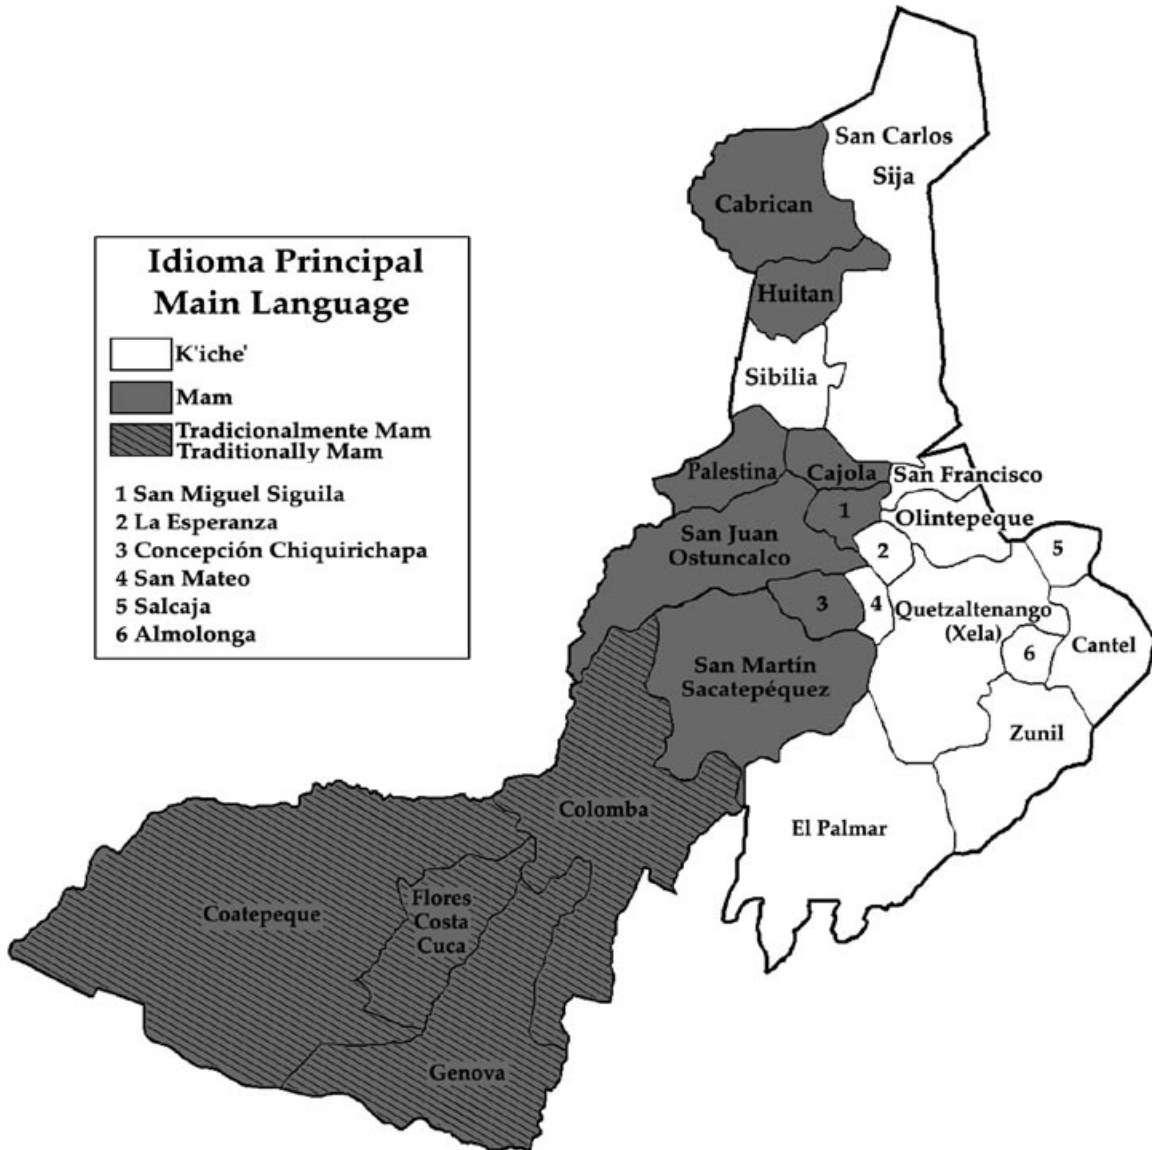 San Carlos
Sija
Cabrican
Idioma Principal
Main Language
K'iche'
Mam
Tradicionalmente Mam
Traditionally Mam
1 San Miguel Siguila
2 La Esperanza
3 Concepción Chiquirichapa
4 San Mateo
5 Salcaja
6 Almolonga
Huitan
Sibilia
Palestina
Cajola
San Francisco
1
Olintepeque
San Juan
Ostuncalco
2
5
3
4
Quetzaltenango
(Xela)
6
Cantel
San Martín
Sacatepéquez
Zunil
Colomba
El Palmar
Coatepeque
Flores
Costa
Cuca
Genova